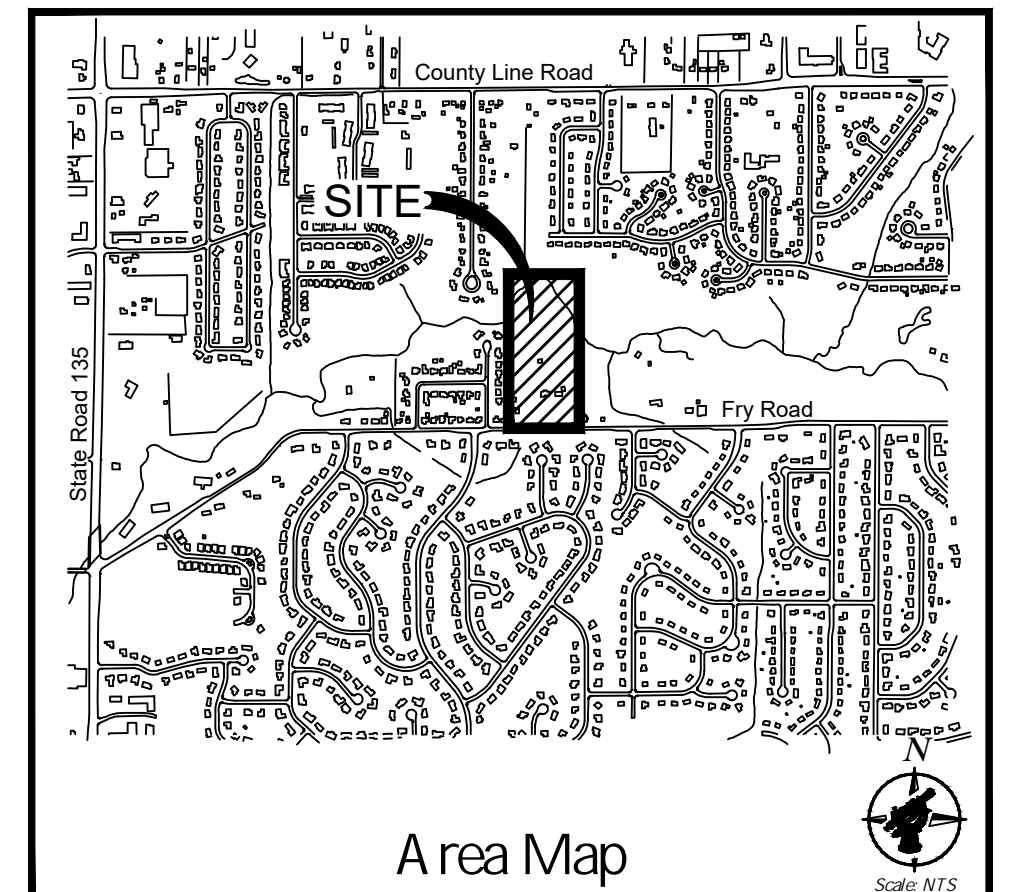 County Line Road
SITE
State Road 135
Fry Road
N
Area Map
Scale: NTS